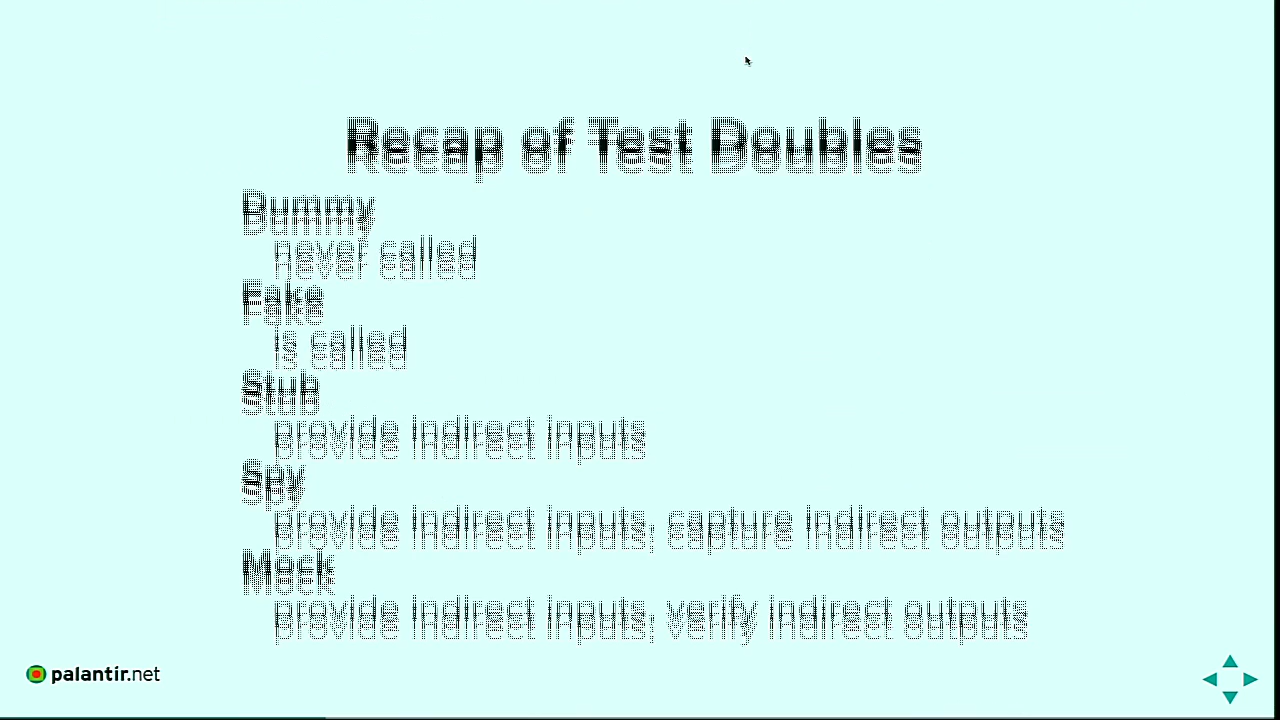 Recap of Test Doubles
Dummy
never called
Fake
is called
Stub
provide indirect inputs
Spy
provide indirect inputs, capture indirect outputs
Mock
provide indirect inputs, verify indirect outputs
palantir.net